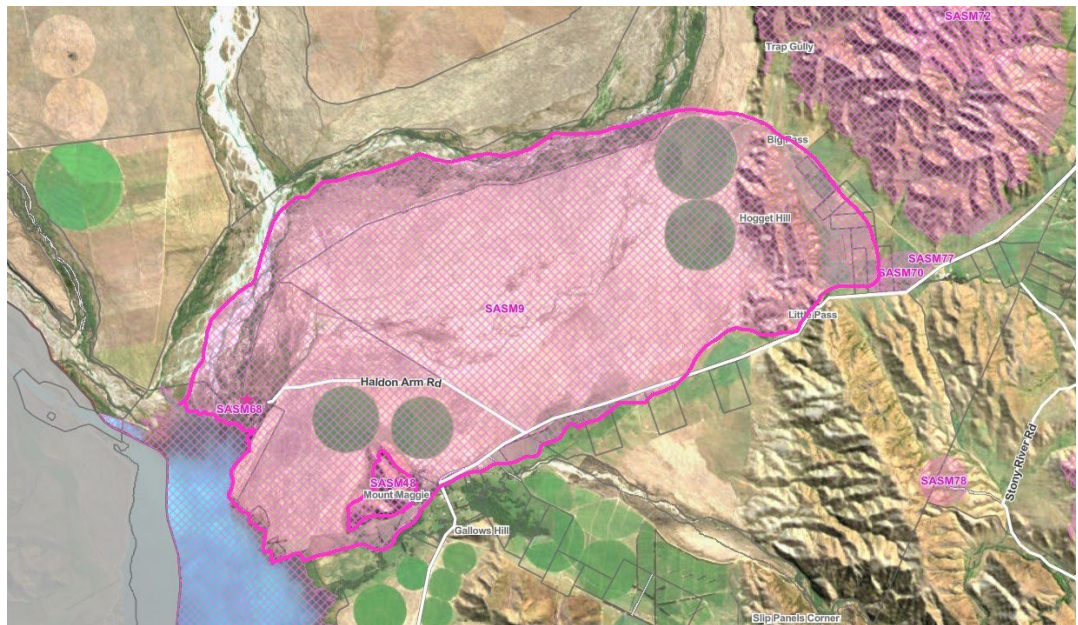 SASM72
Trap Gully
Big Pass
Hogget Hill
SASM77
SASM70
SASM9
Little Pass
Haldon Arm Rd
SASM68
SASM48
Mount Maggie
SASM78
Stony River Rd
Gallows Hill
Slip Panels Corner